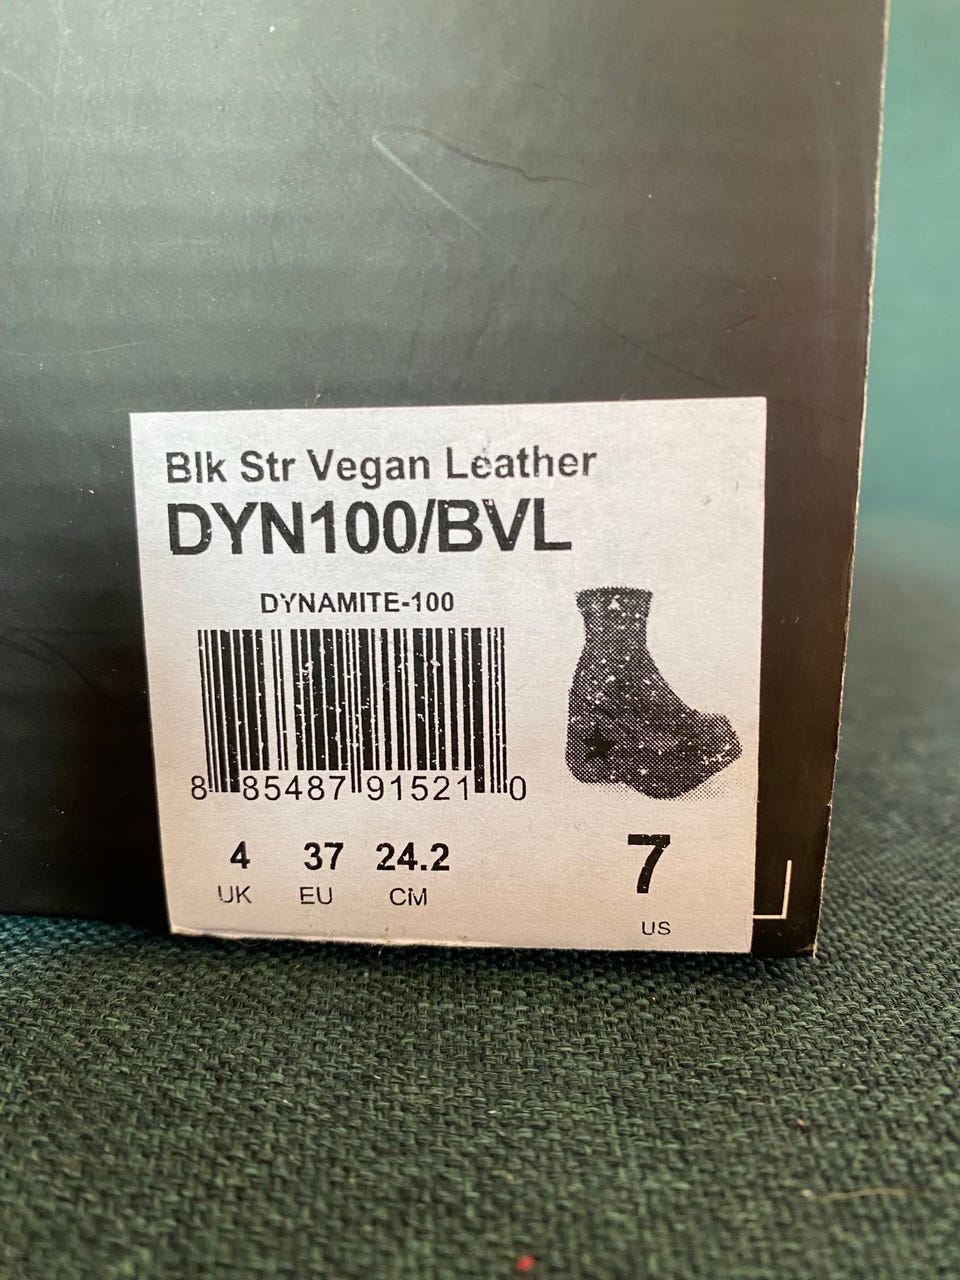 Blk Str Vegan Leather
DYN100/BVL
DYNAMITE-100
8 85487 91521 0
4 37 24.2 7
UK EU CM US